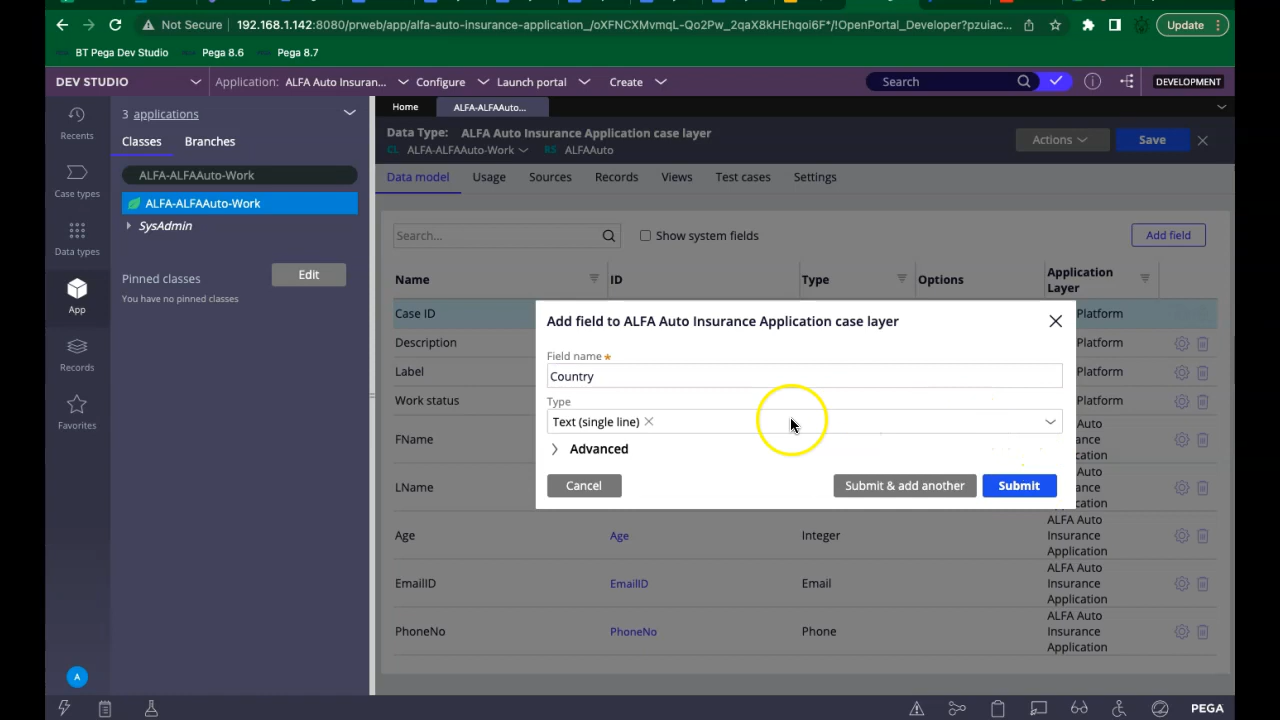 Update
Not Secure 192.168.1.142:8080/prweb/app/alfa-auto-insurance-application_/oXFNCXMvmqL-Qo2Pw_2qaX8kHEhqoi6F*/!OpenPortal_Developer?pzuiac...
BT Pega Dev Studio Pega 8.6 Pega 8.7
DEV STUDIO Application: ALFA Auto Insuran... Configure Launch portal Create Search DEVELOPMENT
Recents
Case types
Data types
App
Records
Favorites
A
3 applications
Classes Branches
ALFA-ALFAAuto-Work
ALFA-ALFAAuto-Work
SysAdmin
Pinned classes Edit
You have no pinned classes
Home ALFA-ALFAAuto...
Data Type: ALFA Auto Insurance Application case layer
CL ALFA-ALFAAuto-Work RS ALFAAuto
Actions Save
Data model Usage Sources Records Views Test cases Settings
Search... Show system fields Add field
Name ID Type Options Application
Layer
Case ID Platform
Description Platform
Label Platform
Work status Platform
Add field to ALFA Auto Insurance Application case layer
Field name★
Country
Type
Text (single line)
Advanced
Cancel Submit & add another Submit
FName Auto
ance
cation
LName Auto
ance
cation
Age Age Integer ALFA Auto
Insurance
Application
EmailID EmailID Email ALFA Auto
Insurance
Application
PhoneNo PhoneNo Phone ALFA Auto
Insurance
Application
PEGA